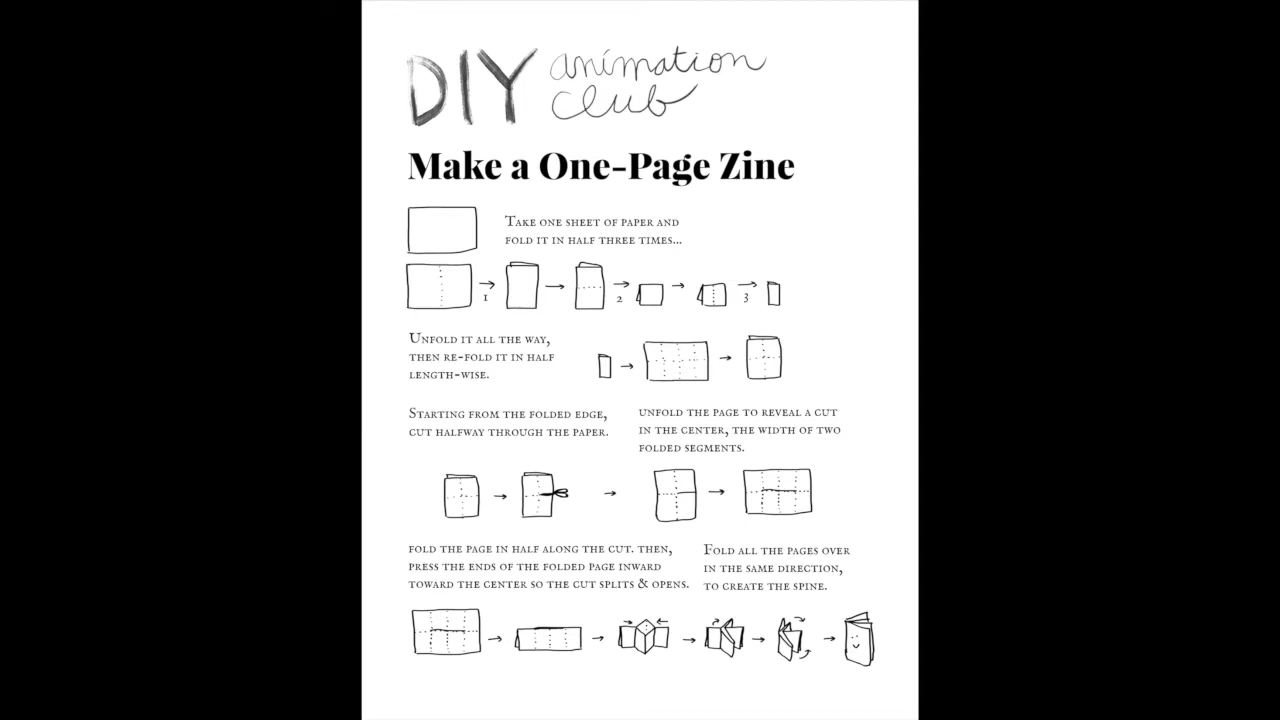 DIY animation
club
Make a One-Page Zine
Take one sheet of paper and
fold it in half three times...
1 2 3
Unfold it all the way,
then re-fold it in half
length-wise.
Starting from the folded edge,
cut halfway through the paper.
unfold the page to reveal a cut
in the center, the width of two
folded segments.
fold the page in half along the cut. Then,
press the ends of the folded page inward
toward the center so the cut splits & opens.
Fold all the pages over
in the same direction,
to create the spine.